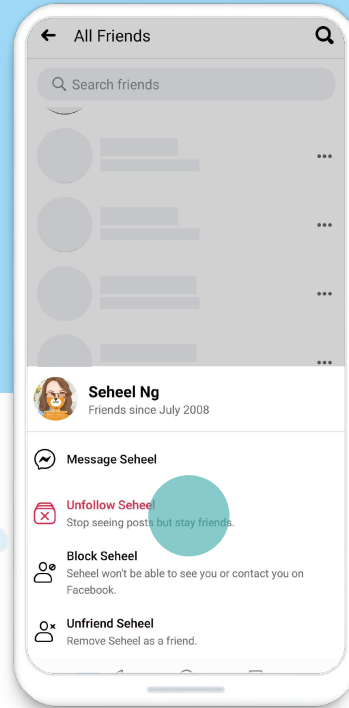 All Friends
Search friends
Seheel Ng
Friends since July 2008
Message Seheel
Unfollow Seheel
Stop seeing posts but stay friends.
Block Seheel
Seheel won't be able to see you or contact you on
Facebook.
Unfriend Seheel
Remove Seheel as a friend.